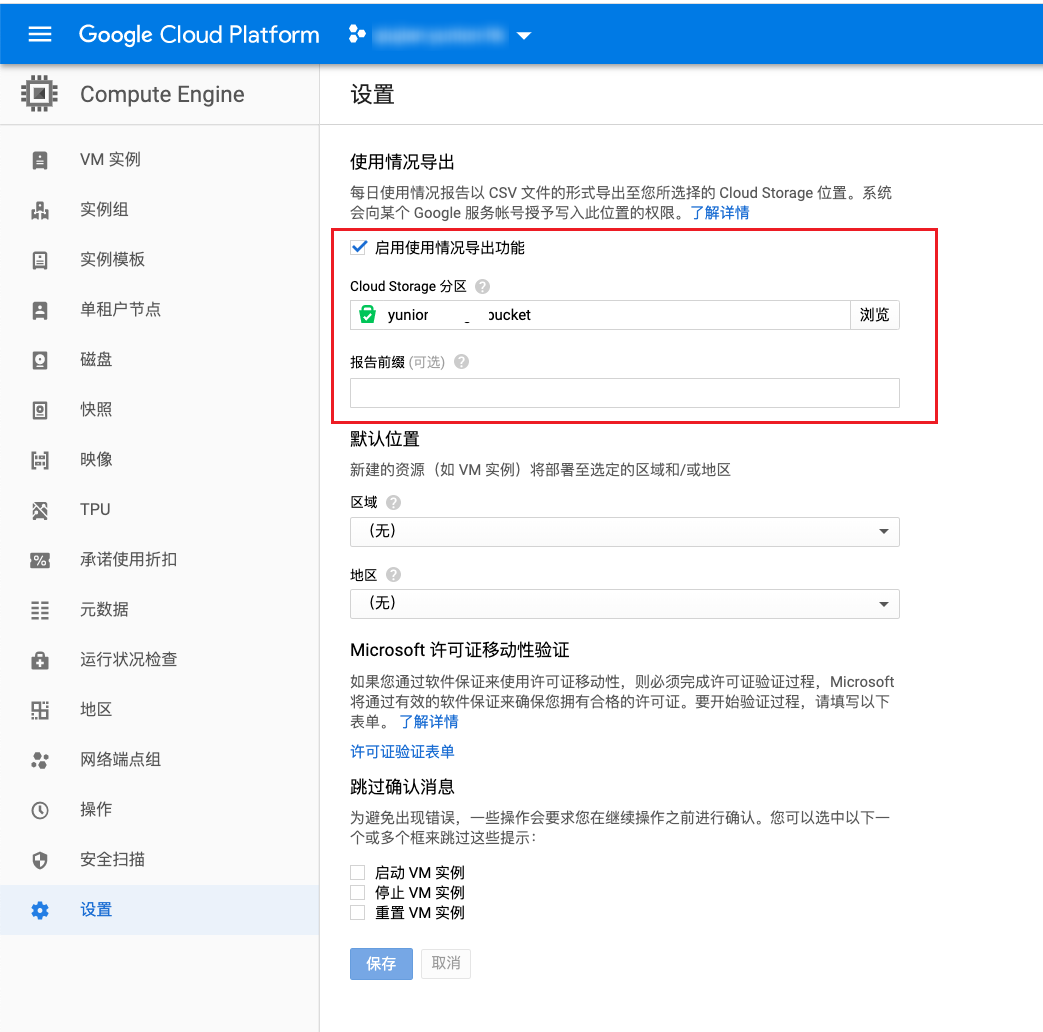 Google Cloud Platform
Compute Engine
VM 实例
实例组
实例模板
单租户节点
磁盘
快照
映像
TPU
承诺使用折扣
元数据
运行状况检查
地区
网络端点组
操作
安全扫描
设置
设置
使用情况导出
每日使用情况报告以 CSV 文件的形式导出至您所选择的 Cloud Storage 位置。系统
会向某个 Google 服务帐号授予写入此位置的权限。了解详情
启用使用情况导出功能
Cloud Storage 分区
浏览
报告前缀 (可选)
默认位置
新建的资源（如 VM 实例）将部署至选定的区域和/或地区
区域
(无)
地区
(无)
Microsoft 许可证移动性验证
如果您通过软件保证来使用许可证移动性，则必须完成许可证验证过程，Microsoft
将通过有效的软件保证来确保您拥有合格的许可证。要开始验证过程，请填写以下
表单。 了解详情
许可证验证表单
跳过确认消息
为避免出现错误，一些操作会要求您在继续操作之前进行确认。您可以选中以下一
个或多个框来跳过这些提示：
启动 VM 实例
停止 VM 实例
重置 VM 实例
保存
取消